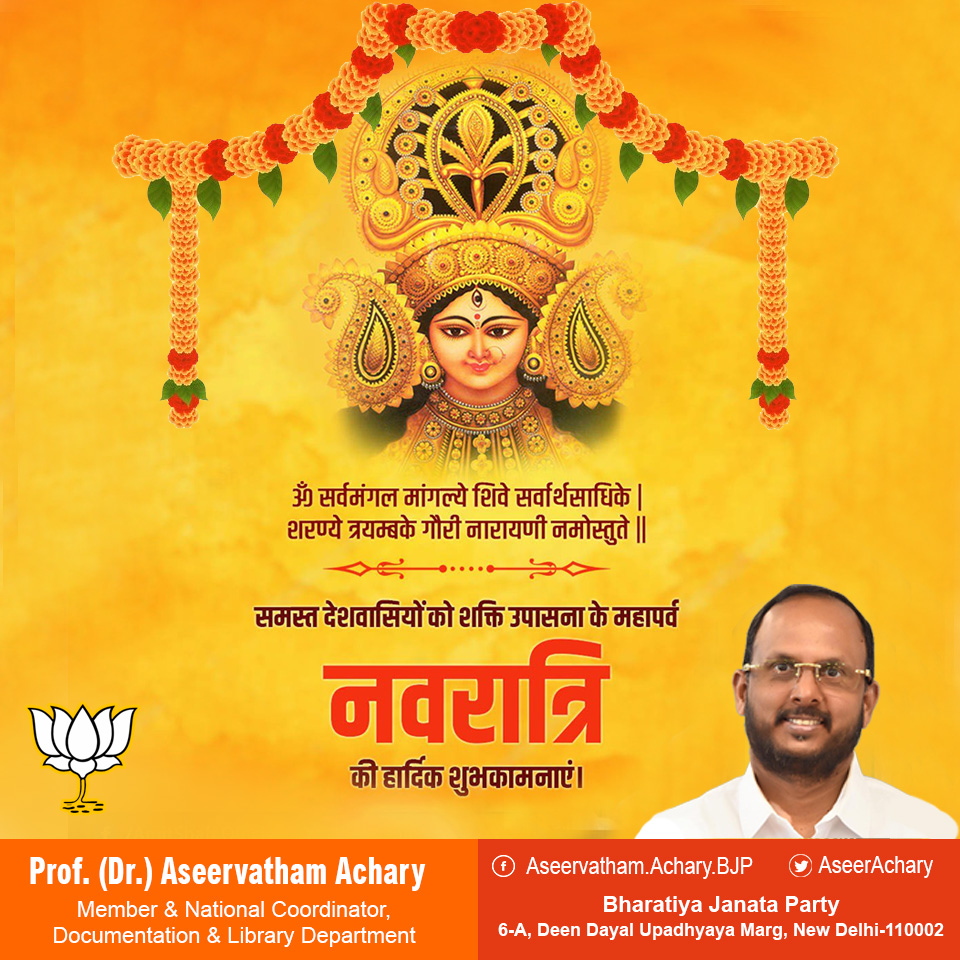 ॐ सर्वमंगल मांगल्ये शिवे सर्वार्थसाधिके |
शरण्ये त्रयम्बके गौरी नारायणी नमोस्तुते ||
समस्त देशवासियों को शक्ति उपासना के महापर्व
नवरात्रि
की हार्दिक शुभकामनाएं।
Prof. (Dr.) Aseervatham Achary
Member & National Coordinator,
Documentation & Library Department
Aseervatham.Achary.BJP AseerAchary
Bharatiya Janata Party
6-A, Deen Dayal Upadhyaya Marg, New Delhi-110002